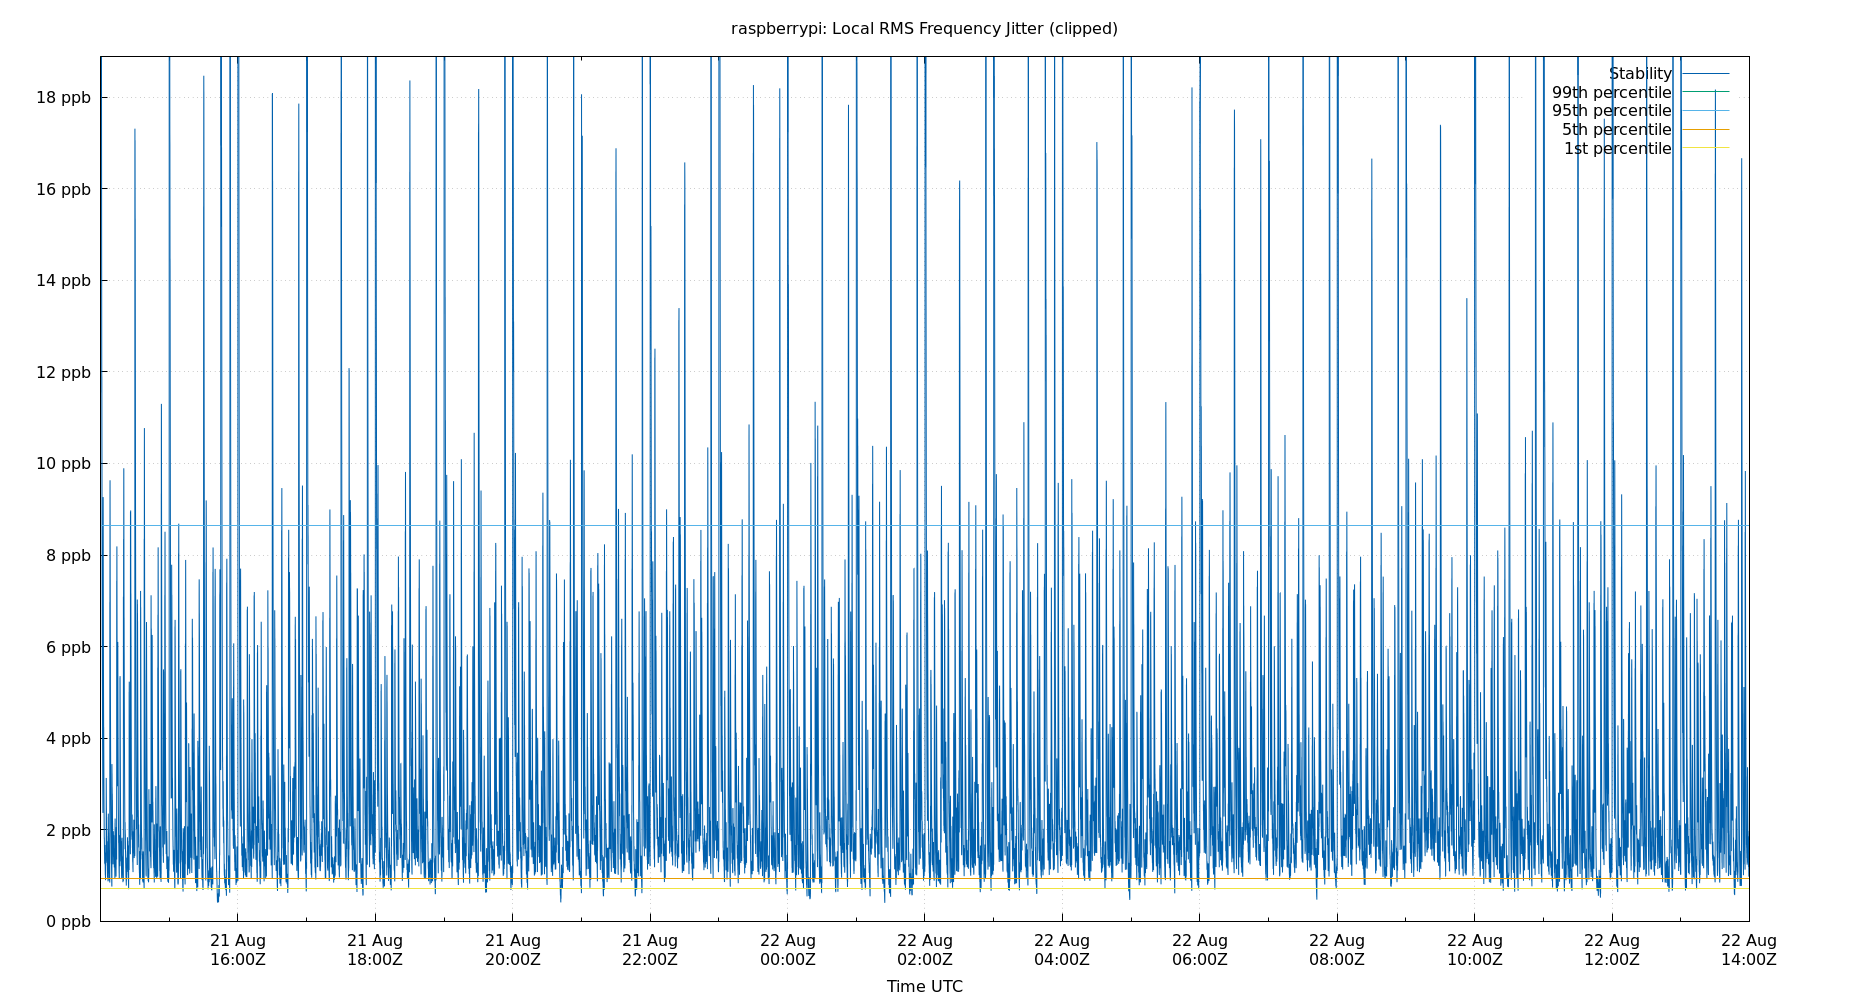 raspberrypi: Local RMS Frequency Jitter (clipped)
Stability
99th percentile
95th percentile
5th percentile
1st percentile
18 ppb
16 ppb
14 ppb
12 ppb
10 ppb
8 ppb
6 ppb
4 ppb
2 ppb
0 ppb
21 Aug 21 Aug 21 Aug 21 Aug 22 Aug 22 Aug 22 Aug 22 Aug 22 Aug 22 Aug 22 Aug 22 Aug
16:00Z 18:00Z 20:00Z 22:00Z 00:00Z 02:00Z 04:00Z 06:00Z 08:00Z 10:00Z 12:00Z 14:00Z
Time UTC